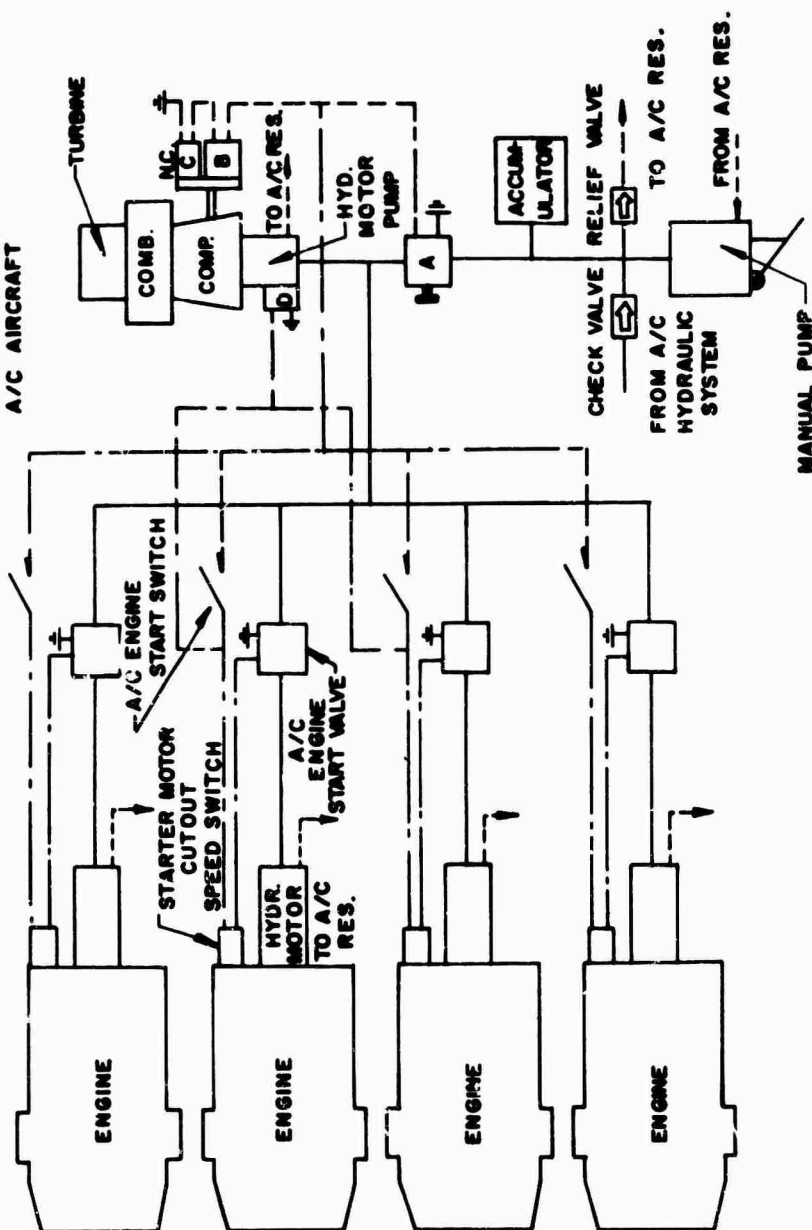 A/C AIRCRAFT
TURBINE
COMB.
COMP.
N.C.
C
B
TO A/C RES.
D
HYD.
MOTOR
PUMP
A
ACCUM-
ULATOR
CHECK VALVE
RELIEF VALVE
FROM A/C
HYDRAULIC
SYSTEM
TO A/C RES.
FROM A/C RES.
MANUAL PUMP
A/C ENGINE
START SWITCH
A/C
ENGINE
START VALVE
STARTER MOTOR
CUTOUT
SPEED SWITCH
HYDR.
MOTOR
TO A/C
RES.
ENGINE
ENGINE
ENGINE
ENGINE